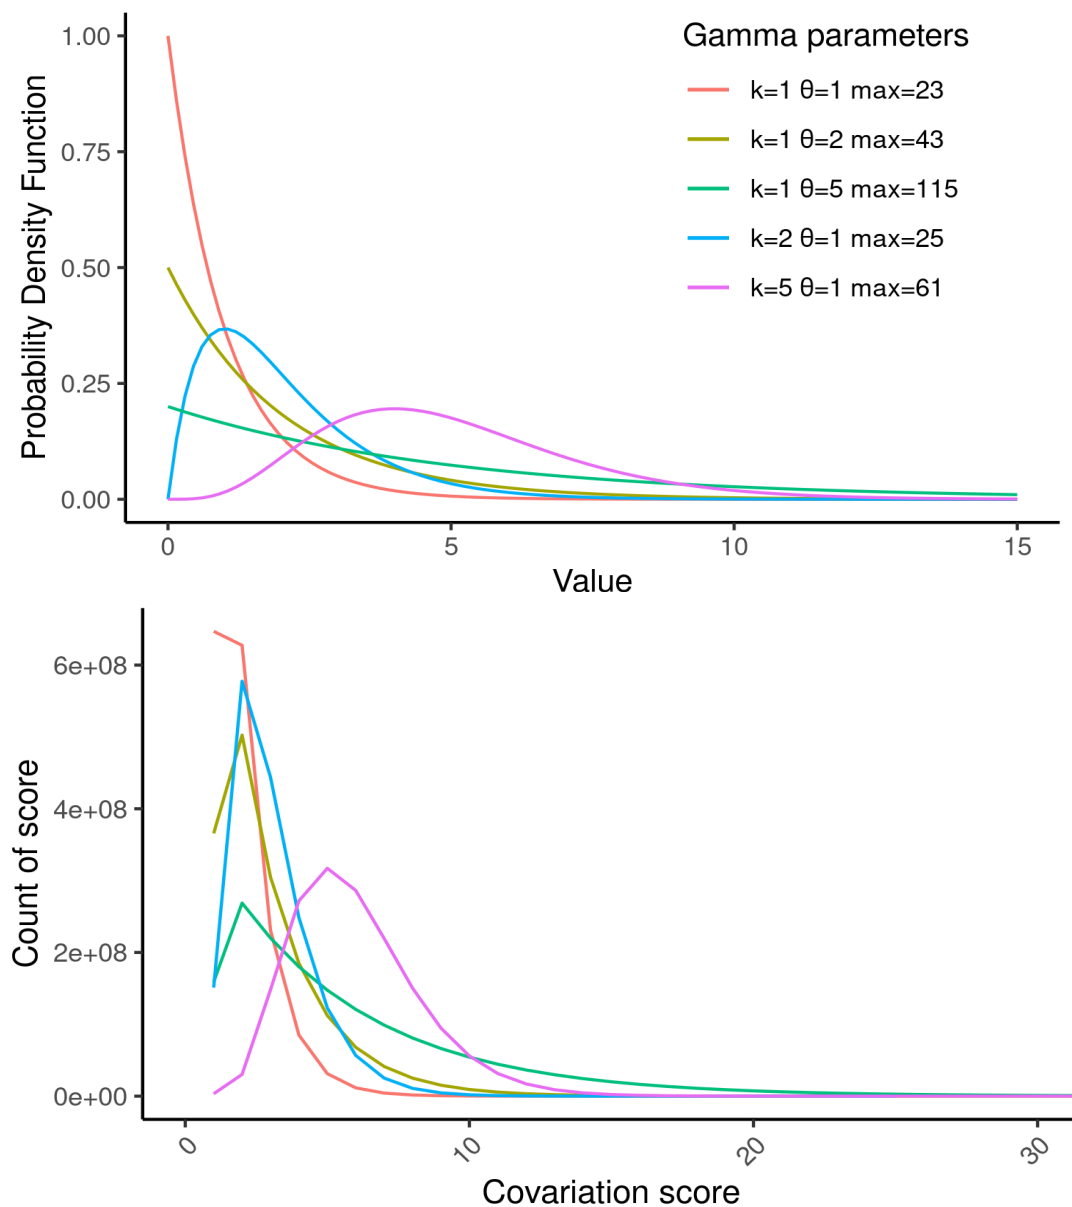 Gamma parameters
k=1 θ=1 max=23
k=1 θ=2 max=43
k=1 θ=5 max=115
k=2 θ=1 max=25
k=5 θ=1 max=61
Probability Density Function
1.00
0.75
0.50
0.25
0.00
0 5 10 15
Value
Count of score
6e+08
4e+08
2e+08
0e+00
0 10 20 30
Covariation score